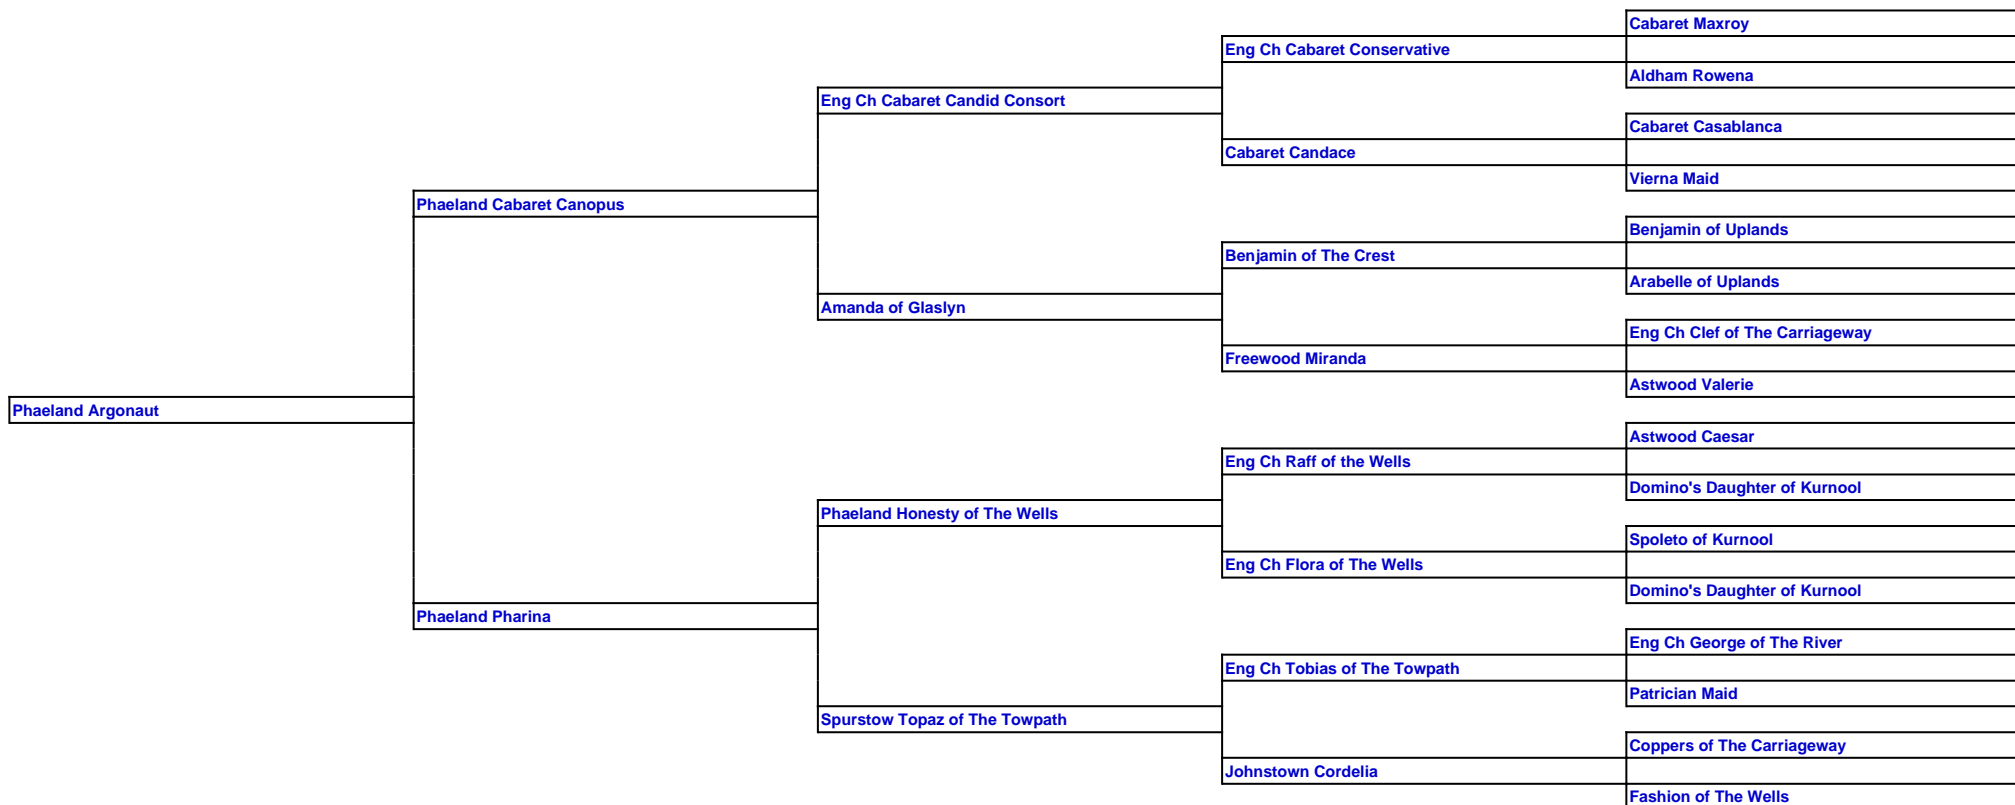 Cabaret Maxroy
Eng Ch Cabaret Conservative
Aldham Rowena
Eng Ch Cabaret Candid Consort
Cabaret Casablanca
Cabaret Candace
Vierna Maid
Phaeland Cabaret Canopus
Benjamin of Uplands
Benjamin of The Crest
Arabelle of Uplands
Amanda of Glaslyn
Eng Ch Clef of The Carriageway
Freewood Miranda
Astwood Valerie
Phaeland Argonaut
Astwood Caesar
Eng Ch Raff of the Wells
Domino's Daughter of Kurnool
Phaeland Honesty of The Wells
Spoleto of Kurnool
Eng Ch Flora of The Wells
Domino's Daughter of Kurnool
Phaeland Pharina
Eng Ch George of The River
Eng Ch Tobias of The Towpath
Patrician Maid
Spurstow Topaz of The Towpath
Coppers of The Carriageway
Johnstown Cordelia
Fashion of The Wells